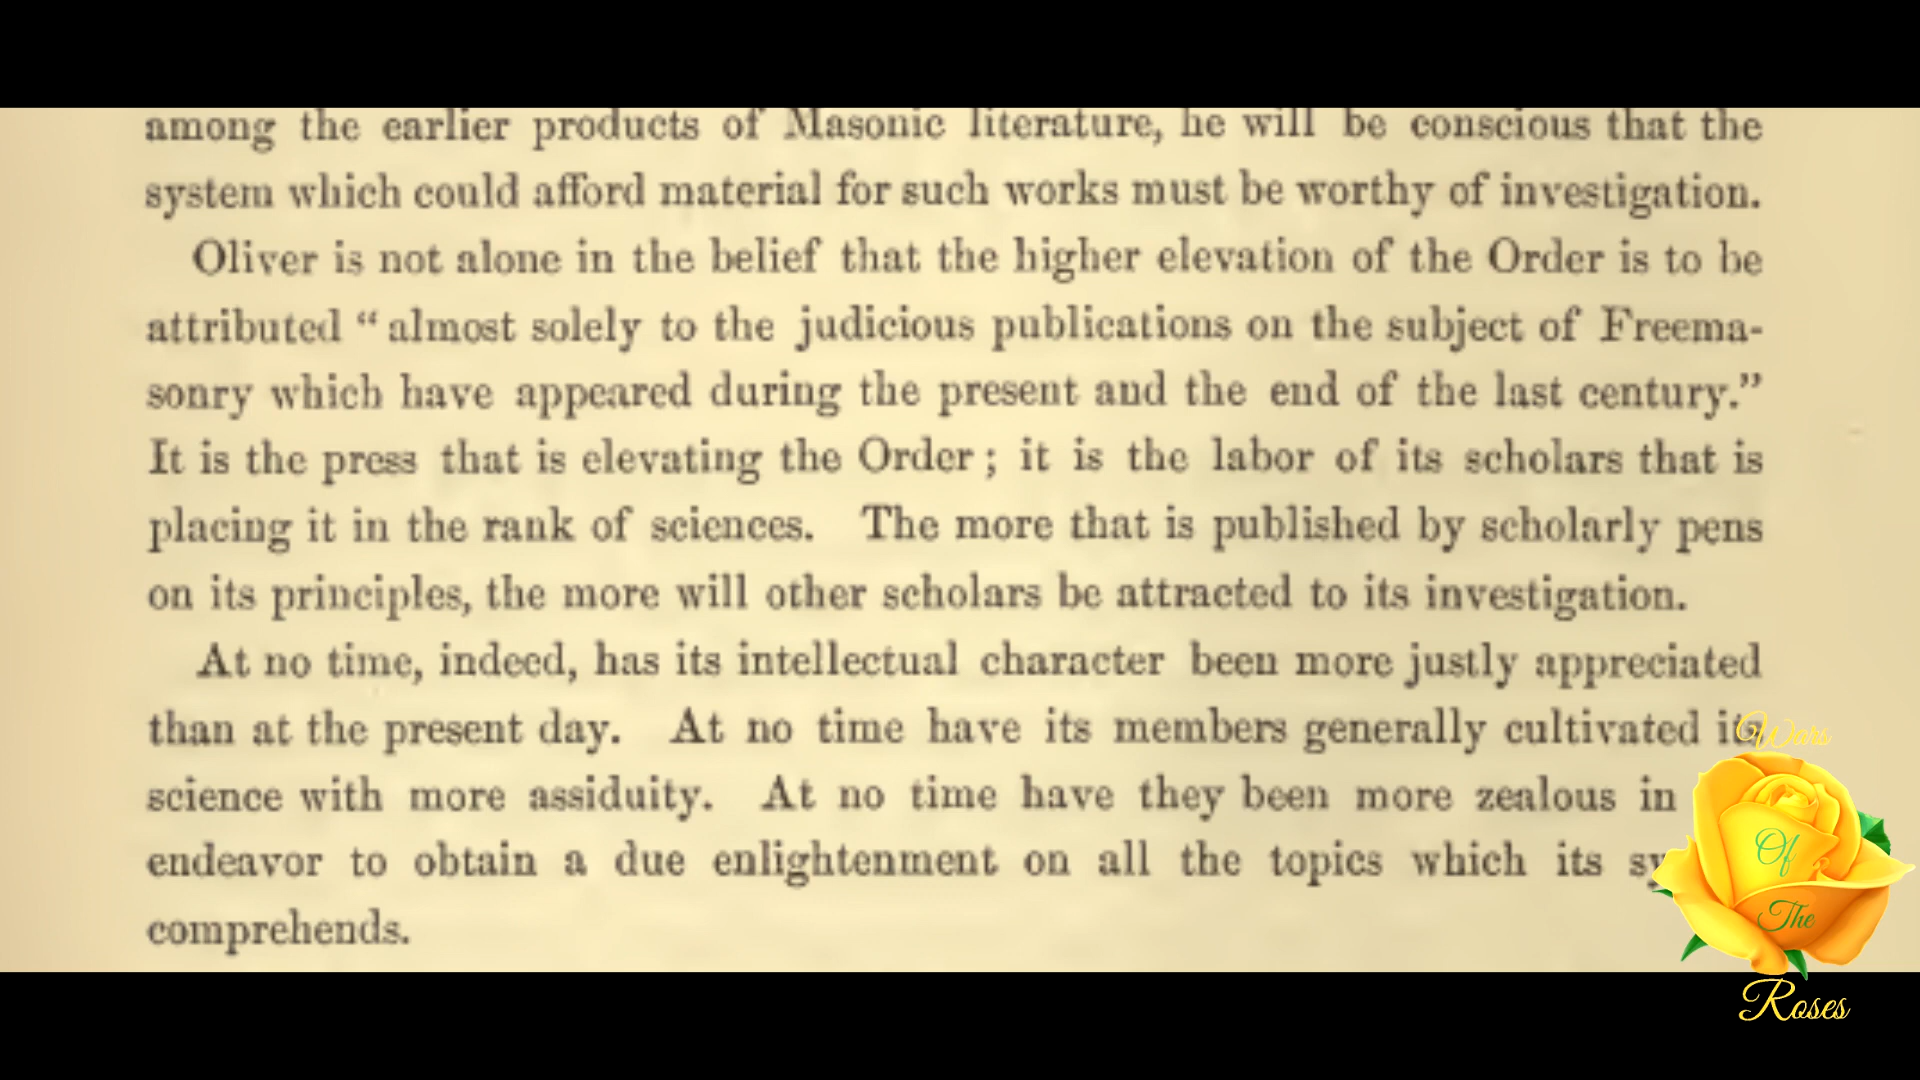 among the earlier products of Masonic literature, he will be conscious that the
system which could afford material for such works must be worthy of investigation.
Oliver is not alone in the belief that the higher elevation of the Order is to be
attributed “almost solely to the judicious publications on the subject of Freema-
sonry which have appeared during the present and the end of the last century.”
It is the press that is elevating the Order; it is the labor of its scholars that is
placing it in the rank of sciences. The more that is published by scholarly pens
on its principles, the more will other scholars be attracted to its investigation.
At no time, indeed, has its intellectual character been more justly appreciated
than at the present day. At no time have its members generally cultivated its
science with more assiduity. At no time have they been more zealous in
endeavor to obtain a due enlightenment on all the topics which its
comprehends.
Wars
Of
The
Roses